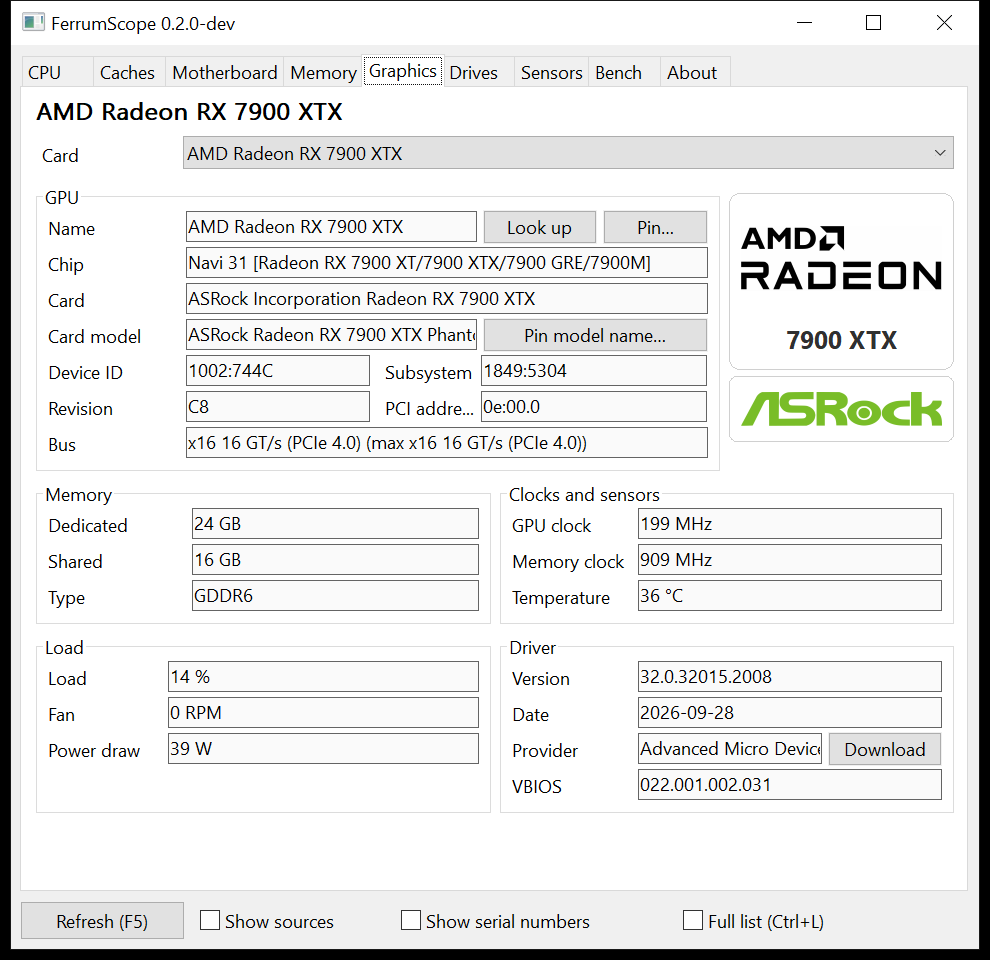 FerrumScope 0.2.0-dev
CPU Caches Motherboard Memory Graphics Drives Sensors Bench About
AMD Radeon RX 7900 XTX
Card AMD Radeon RX 7900 XTX
GPU
Name AMD Radeon RX 7900 XTX Look up Pin...
Chip Navi 31 [Radeon RX 7900 XT/7900 XTX/7900 GRE/7900M]
Card ASRock Incorporation Radeon RX 7900 XTX
Card model ASRock Radeon RX 7900 XTX Phant Pin model name...
Device ID 1002:744C Subsystem 1849:5304
Revision C8 PCI addre... 0e:00.0
Bus x16 16 GT/s (PCIe 4.0) (max x16 16 GT/s (PCIe 4.0))
AMD
RADEON
7900 XTX
ASRock
Memory
Dedicated 24 GB
Shared 16 GB
Type GDDR6
Clocks and sensors
GPU clock 199 MHz
Memory clock 909 MHz
Temperature 36 °C
Load
Load 14 %
Fan 0 RPM
Power draw 39 W
Driver
Version 32.0.32015.2008
Date 2026-09-28
Provider Advanced Micro Device Download
VBIOS 022.001.002.031
Refresh (F5) Show sources Show serial numbers Full list (Ctrl+L)